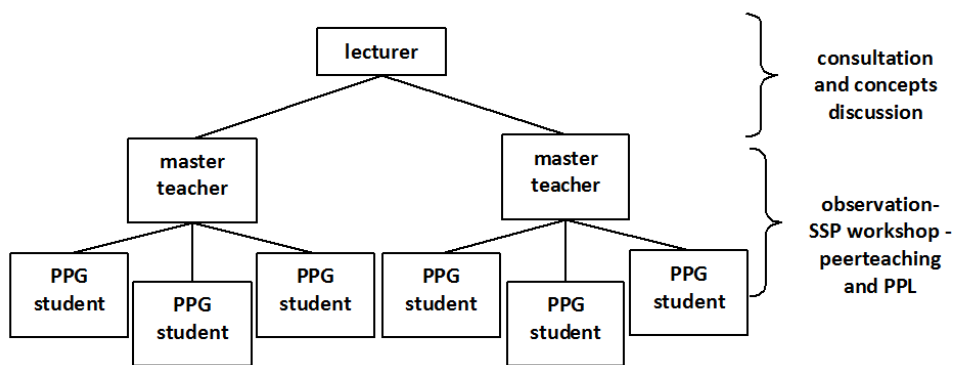 lecturer
consultation
and concepts
discussion
master
teacher
master
teacher
observation-
SSP workshop -
peerteaching
and PPL
PPG
student
PPG
student
PPG
student
PPG
student
PPG
student
PPG
student